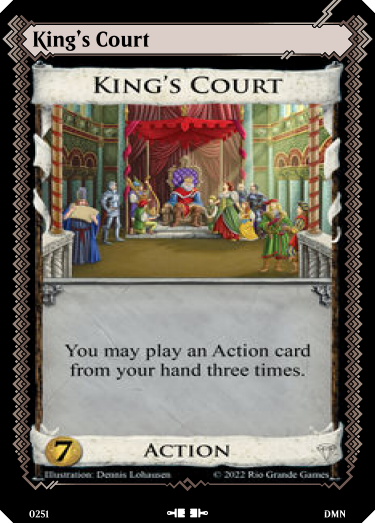 King's Court
KING'S COURT
You may play an Action card
from your hand three times.
7
ACTION
Illustration: Dennis Lohausen
© 2022 Rio Grande Games
0251
DMN